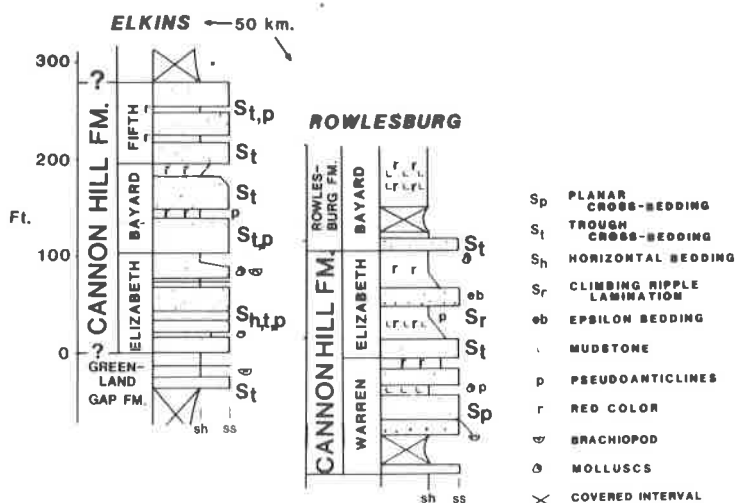 ELKINS
50 km.
300
200
Ft.
100
0
?
?
CANNON HILL FM.
FIFTH
BAYARD
ELIZABETH
GREEN-
LAND
GAP FM.
r
St,p
r
St
r r r
St
r r p
St,p
Sh,t,p
St
sh ss
ROWLESBURG
ROWLES-
BURG FM.
BAYARD
CANNON HILL FM.
ELIZABETH
WARREN
r r
r r r
St
r r
eb
Sr
p
r r
St
r r
p
Sp
sh ss
Sp PLANAR
CROSS-BEDDING
St TROUGH
CROSS-BEDDING
Sh HORIZONTAL BEDDING
Sr CLIMBING RIPPLE
LAMINATION
eb EPSILON BEDDING
MUDSTONE
p PSEUDOANTICLINES
r RED COLOR
BRACHIOPOD
MOLLUSCS
COVERED INTERVAL